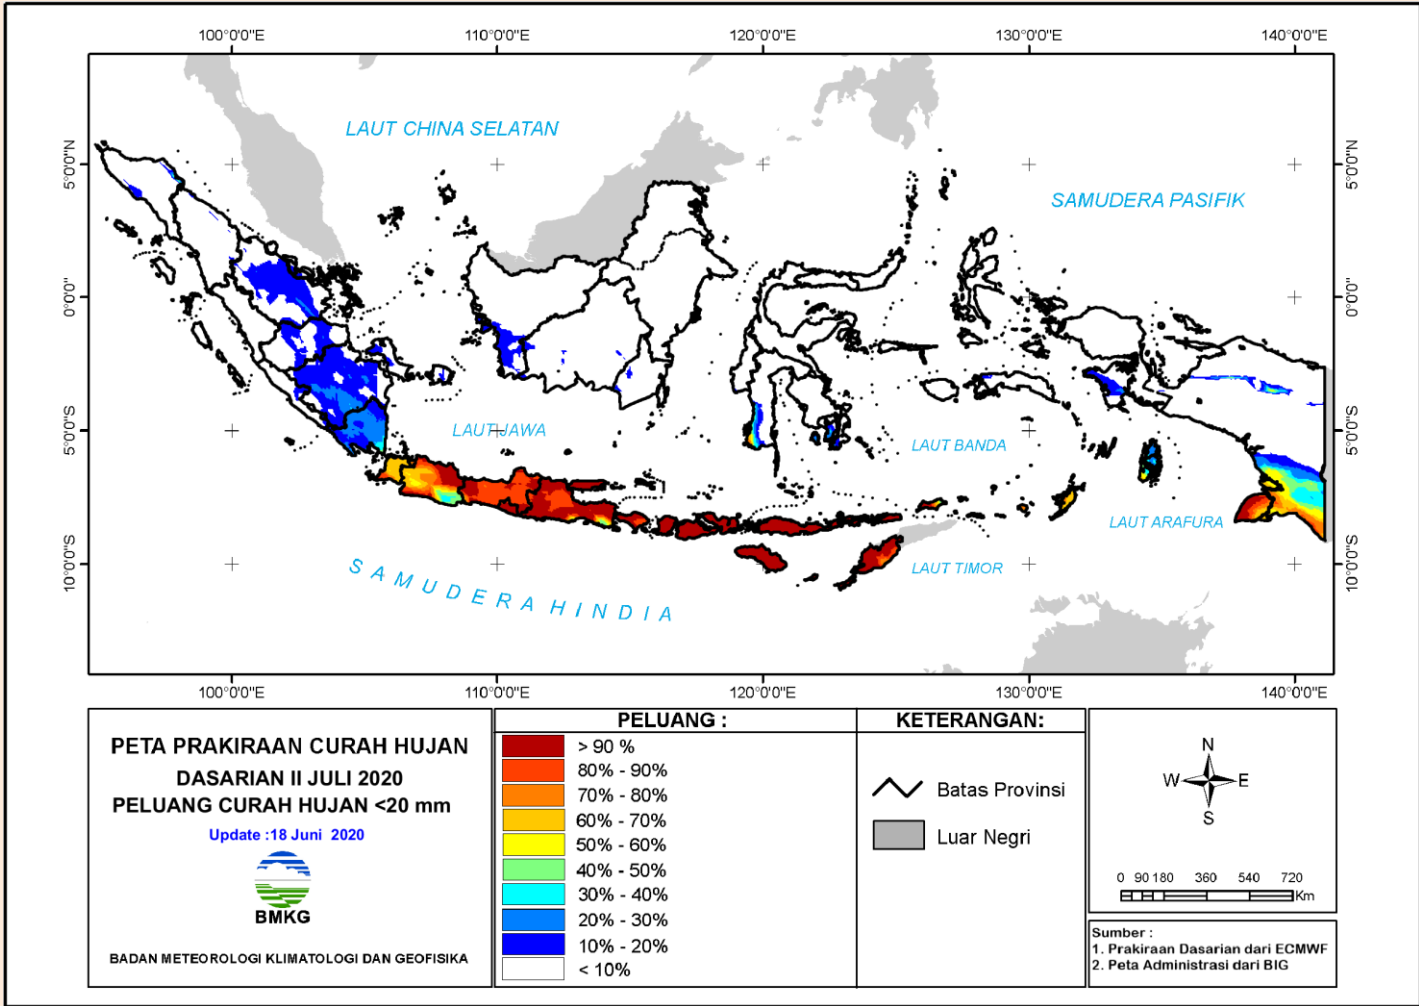 100°0'0"E
110°0'0"E
120°0'0"E
130°0'0"E
140°0'0"E
5°0'0"N
0°0'0"
5°0'0"S
10°0'0"S
LAUT CHINA SELATAN
SAMUDERA PASIFIK
LAUT JAWA
LAUT BANDA
LAUT ARAFURA
LAUT TIMOR
SAMUDERA HINDIA
5°0'0"N
0°0'0"
5°0'0"S
10°0'0"S
100°0'0"E
110°0'0"E
120°0'0"E
130°0'0"E
140°0'0"E
PETA PRAKIRAAN CURAH HUJAN
DASARIAN II JULI 2020
PELUANG CURAH HUJAN <20 mm
Update :18 Juni 2020
BMKG
BADAN METEOROLOGI KLIMATOLOGI DAN GEOFISIKA
PELUANG :
> 90 %
80% - 90%
70% - 80%
60% - 70%
50% - 60%
40% - 50%
30% - 40%
20% - 30%
10% - 20%
< 10%
KETERANGAN:
Batas Provinsi
Luar Negri
N
W E
S
0 90 180 360 540 720
Km
Sumber :
1. Prakiraan Dasarian dari ECMWF
2. Peta Administrasi dari BIG